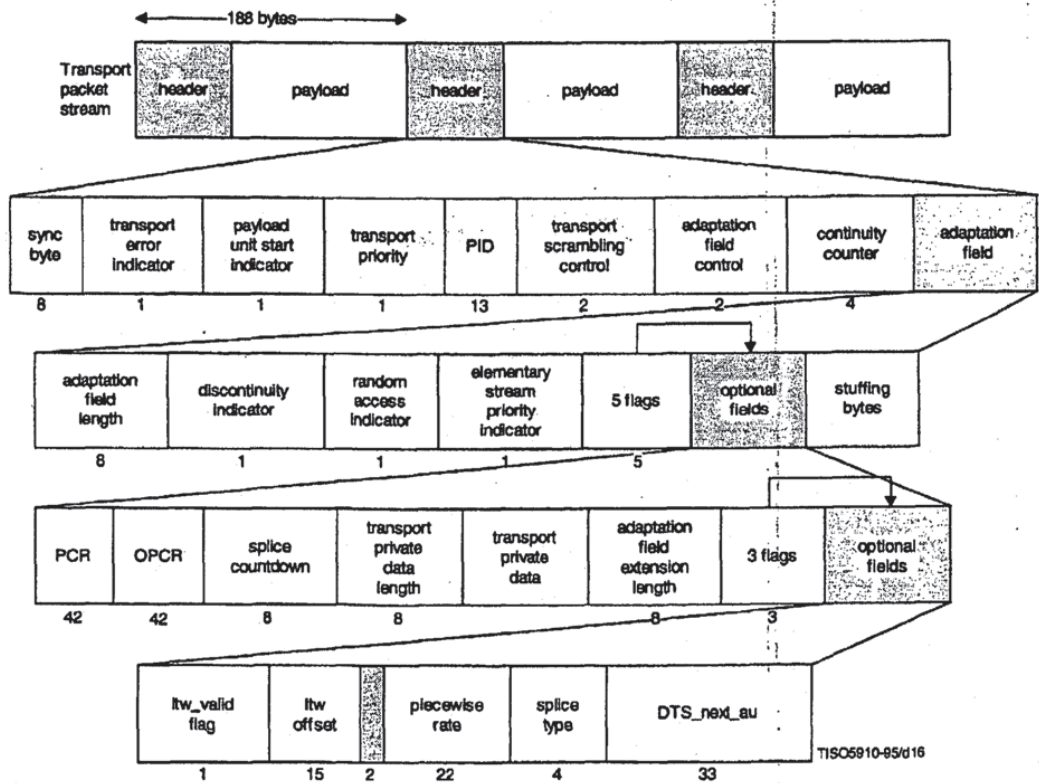 188 bytes
Transport
packet
stream
header
payload
header
payload
header
payload
sync
byte
transport
error
indicator
payload
unit start
indicator
transport
priority
PID
transport
scrambling
control
adaptation
field
control
continuity
counter
adaptation
field
8
1
1
1
13
2
2
4
adaptation
field
length
discontinuity
indicator
random
access
indicator
elementary
stream
priority
indicator
5 flags
optional
fields
stuffing
bytes
8
1
1
1
5
PCR
OPCR
splice
countdown
transport
private
data
length
transport
private
data
adaptation
field
extension
length
3 flags
optional
fields
42
42
8
8
8
3
ltw_valid
flag
ltw
offset
piecewise
rate
splice
type
DTS_next_au
1
15
2
22
4
33
TISO5910-95/d16